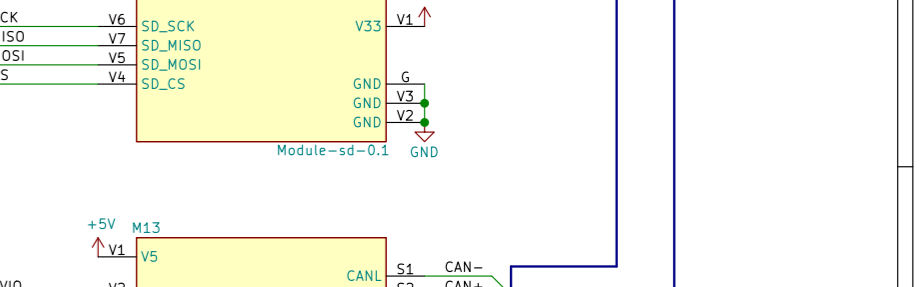 CK V6 SD_SCK V33 V1
ISO V7 SD_MISO
OSI V5 SD_MOSI
S V4 SD_CS GND G
GND V3
GND V2
Module-sd-0.1 GND
+5V M13
V1 V5
CANL S1 CAN-
CAN+